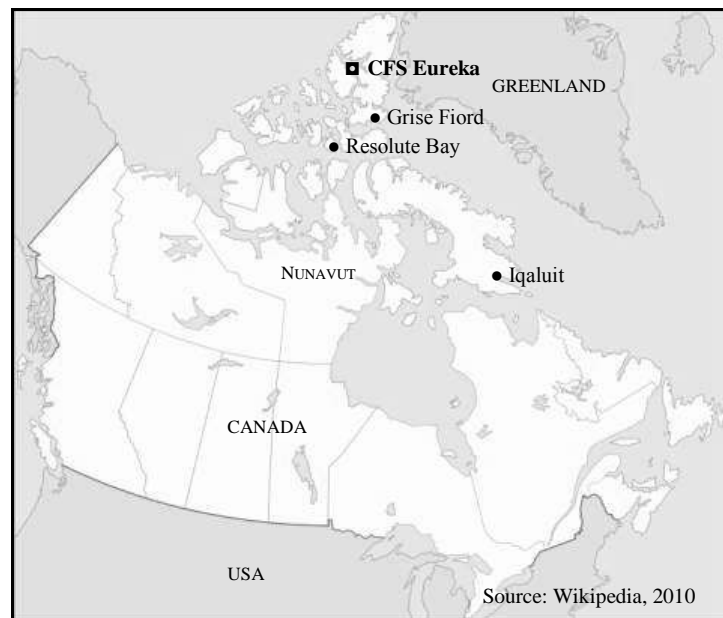 CFS Eureka
GREENLAND
Grise Fiord
Resolute Bay
NUNAVUT
Iqaluit
CANADA
USA
Source: Wikipedia, 2010